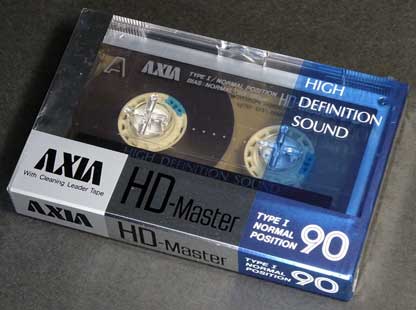 A AXIA TYPE I / NORMAL POSITION
BIAS: NORMAL
HD
HIGH
DEFINITION
SOUND
HIGH DEFINITION SOUND
AXIA
With Cleaning Leader Tape
HD-Master
TYPE I
NORMAL
POSITION
90
AXIA
HD-Master
TYPE I
NORMAL
POSITION
90